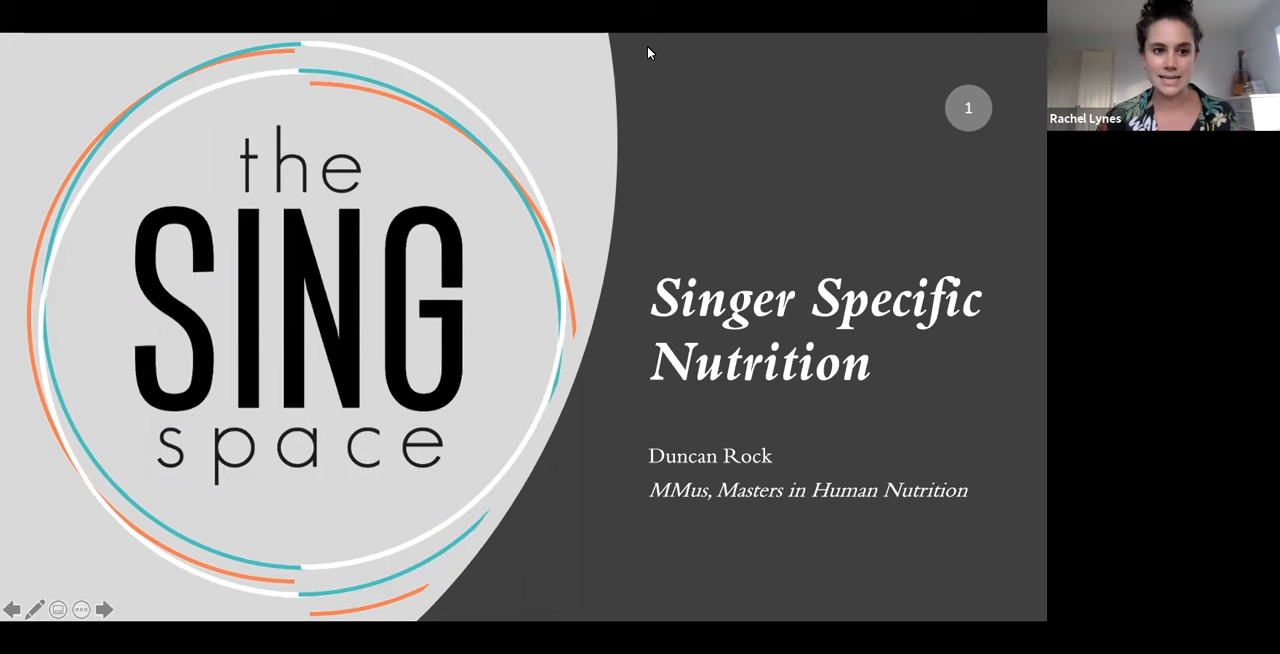 the
SING
space
1
Singer Specific
Nutrition
Duncan Rock
MMus, Masters in Human Nutrition
Rachel Lynes